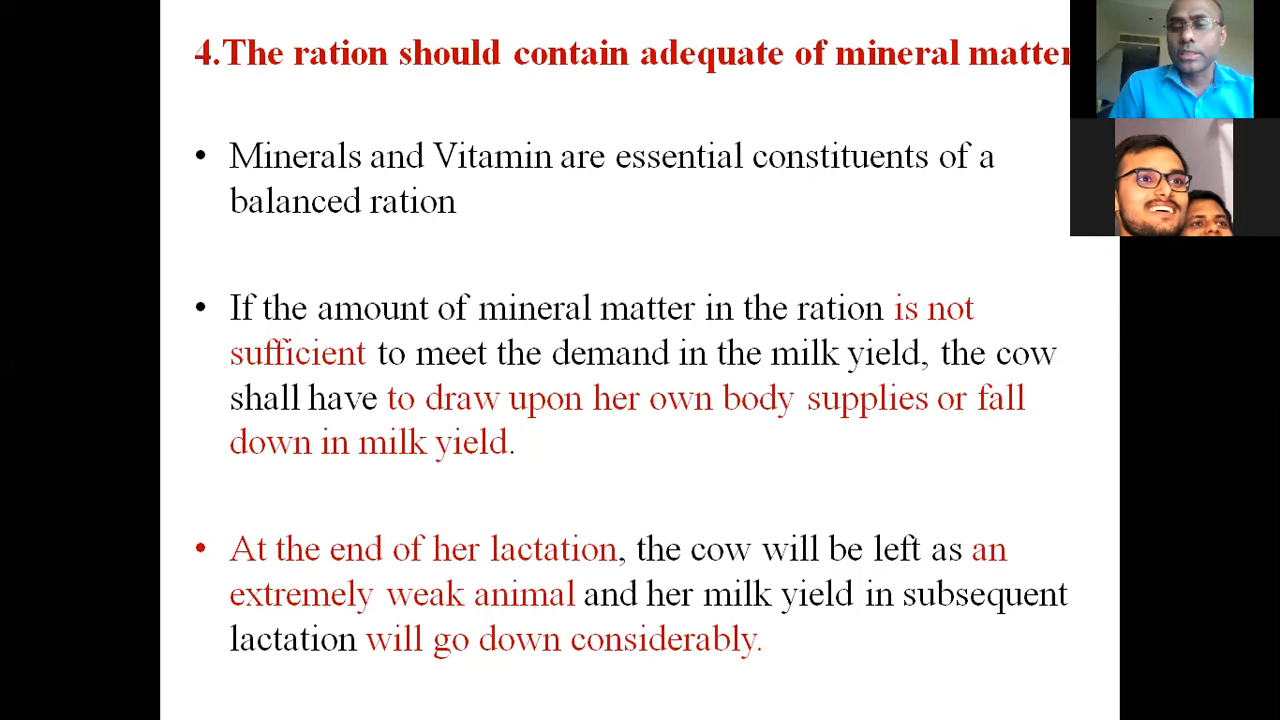 4.The ration should contain adequate of mineral matter
• Minerals and Vitamin are essential constituents of a
balanced ration
• If the amount of mineral matter in the ration is not
sufficient to meet the demand in the milk yield, the cow
shall have to draw upon her own body supplies or fall
down in milk yield.
• At the end of her lactation, the cow will be left as an
extremely weak animal and her milk yield in subsequent
lactation will go down considerably.